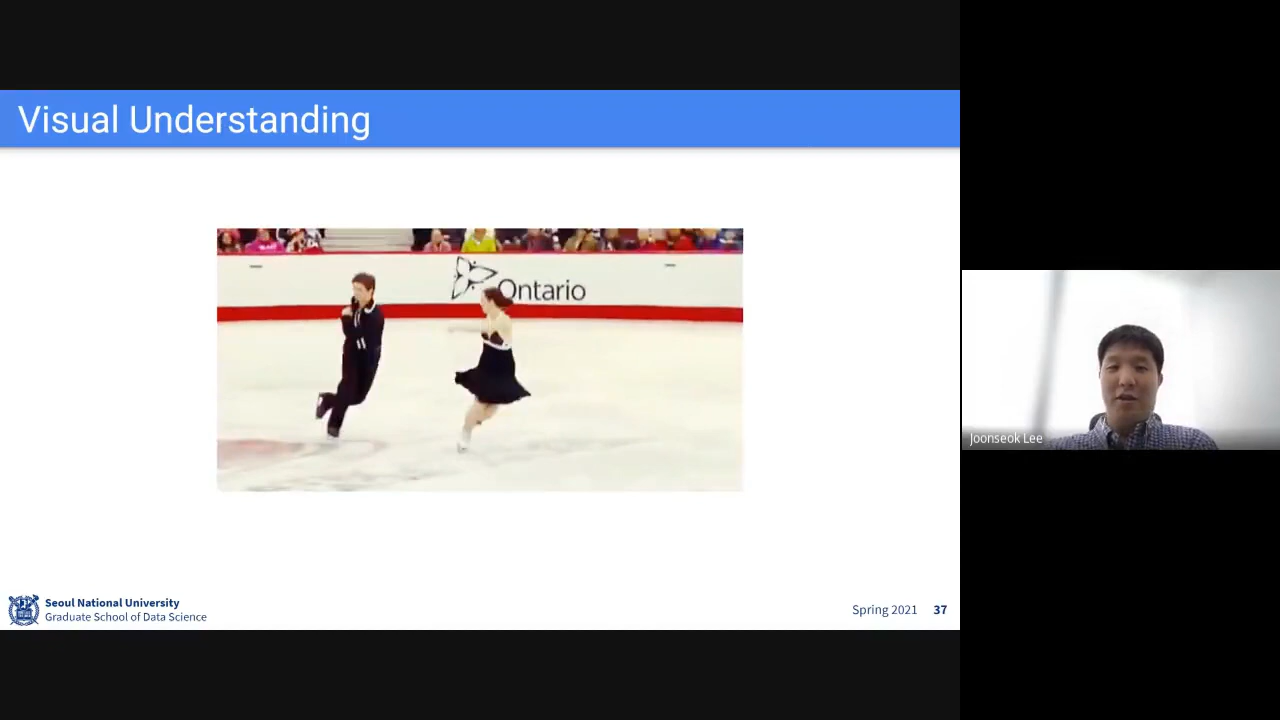 Visual Understanding
Ontario
Joonseok Lee
Seoul National University
Graduate School of Data Science
Spring 2021 37